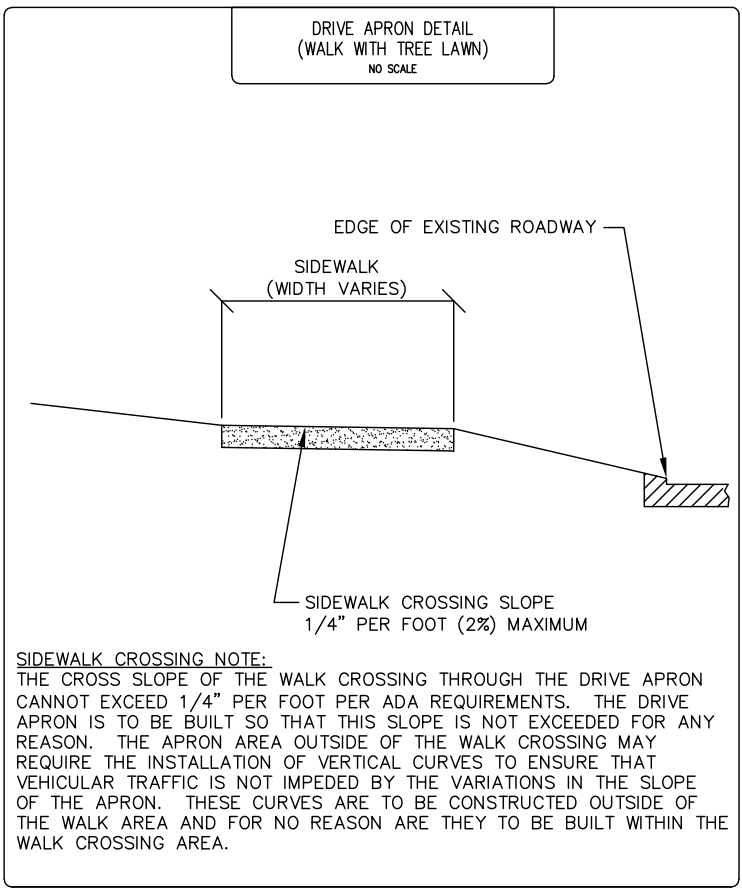 DRIVE APRON DETAIL
(WALK WITH TREE LAWN)
NO SCALE
EDGE OF EXISTING ROADWAY
SIDEWALK
(WIDTH VARIES)
SIDEWALK CROSSING SLOPE
1/4" PER FOOT (2%) MAXIMUM
SIDEWALK CROSSING NOTE:
THE CROSS SLOPE OF THE WALK CROSSING THROUGH THE DRIVE APRON
CANNOT EXCEED 1/4" PER FOOT PER ADA REQUIREMENTS. THE DRIVE
APRON IS TO BE BUILT SO THAT THIS SLOPE IS NOT EXCEEDED FOR ANY
REASON. THE APRON AREA OUTSIDE OF THE WALK CROSSING MAY
REQUIRE THE INSTALLATION OF VERTICAL CURVES TO ENSURE THAT
VEHICULAR TRAFFIC IS NOT IMPEDED BY THE VARIATIONS IN THE SLOPE
OF THE APRON. THESE CURVES ARE TO BE CONSTRUCTED OUTSIDE OF
THE WALK AREA AND FOR NO REASON ARE THEY TO BE BUILT WITHIN THE
WALK CROSSING AREA.